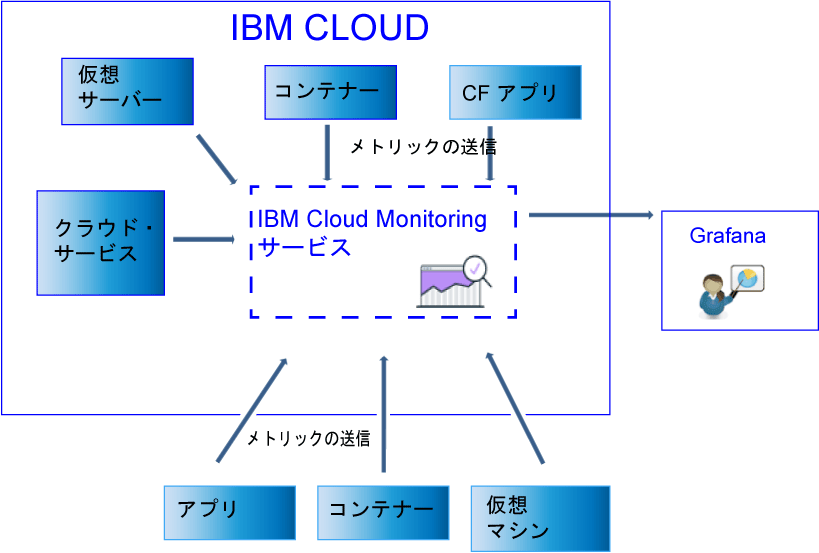 IBM CLOUD
仮想
サーバー
コンテナー
CF アプリ
メトリックの送信
クラウド・
サービス
IBM Cloud Monitoring
サービス
Grafana
メトリックの送信
アプリ
コンテナー
仮想
マシン